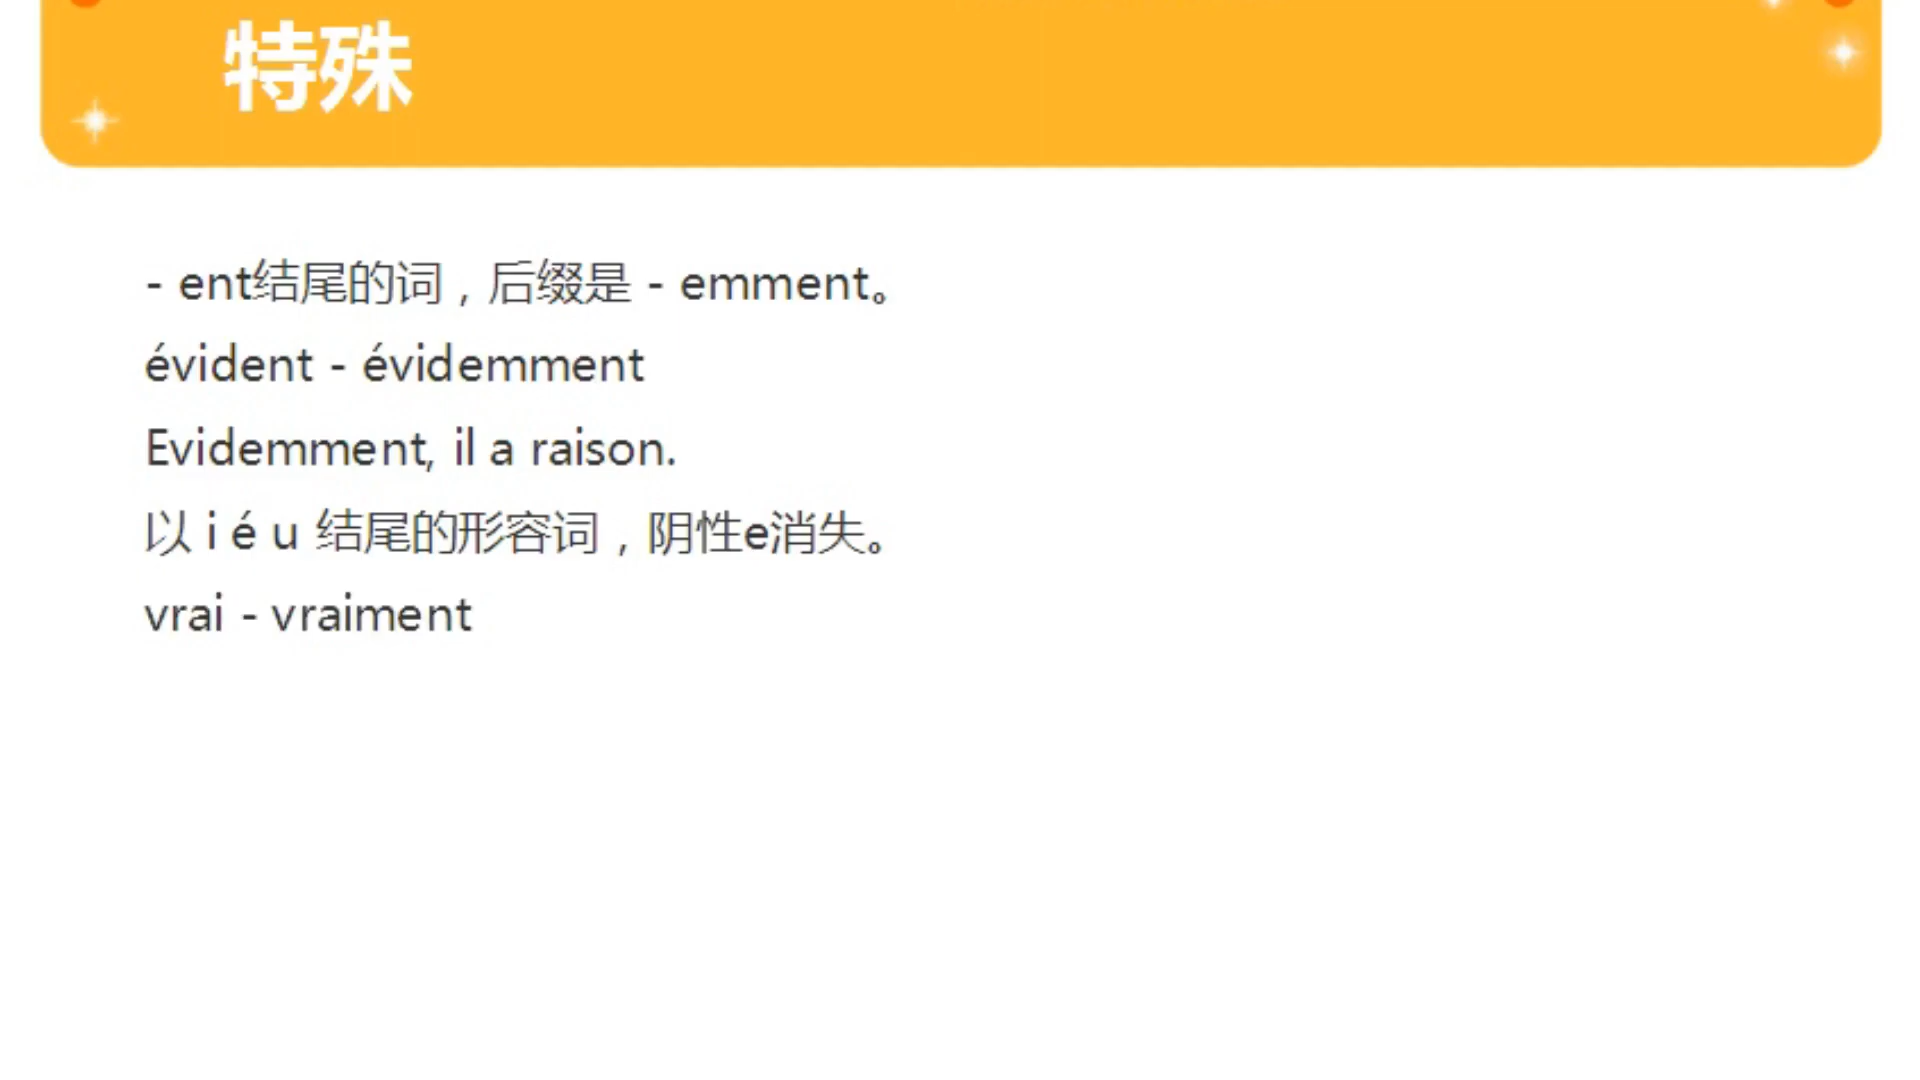 特殊
- ent结尾的词，后缀是 - emment。
évident - évidemment
Evidemment, il a raison.
以 i é u 结尾的形容词，阴性e消失。
vrai - vraiment